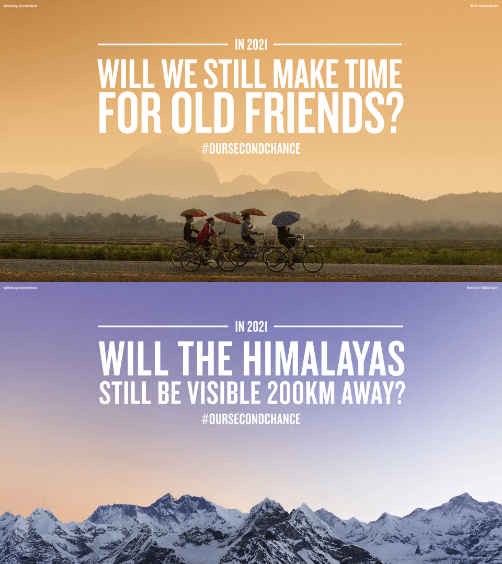 IN 2021
WILL WE STILL MAKE TIME
FOR OLD FRIENDS?
#OURSECONDCHANCE
IN 2021
WILL THE HIMALAYAS
STILL BE VISIBLE 200KM AWAY?
#OURSECONDCHANCE